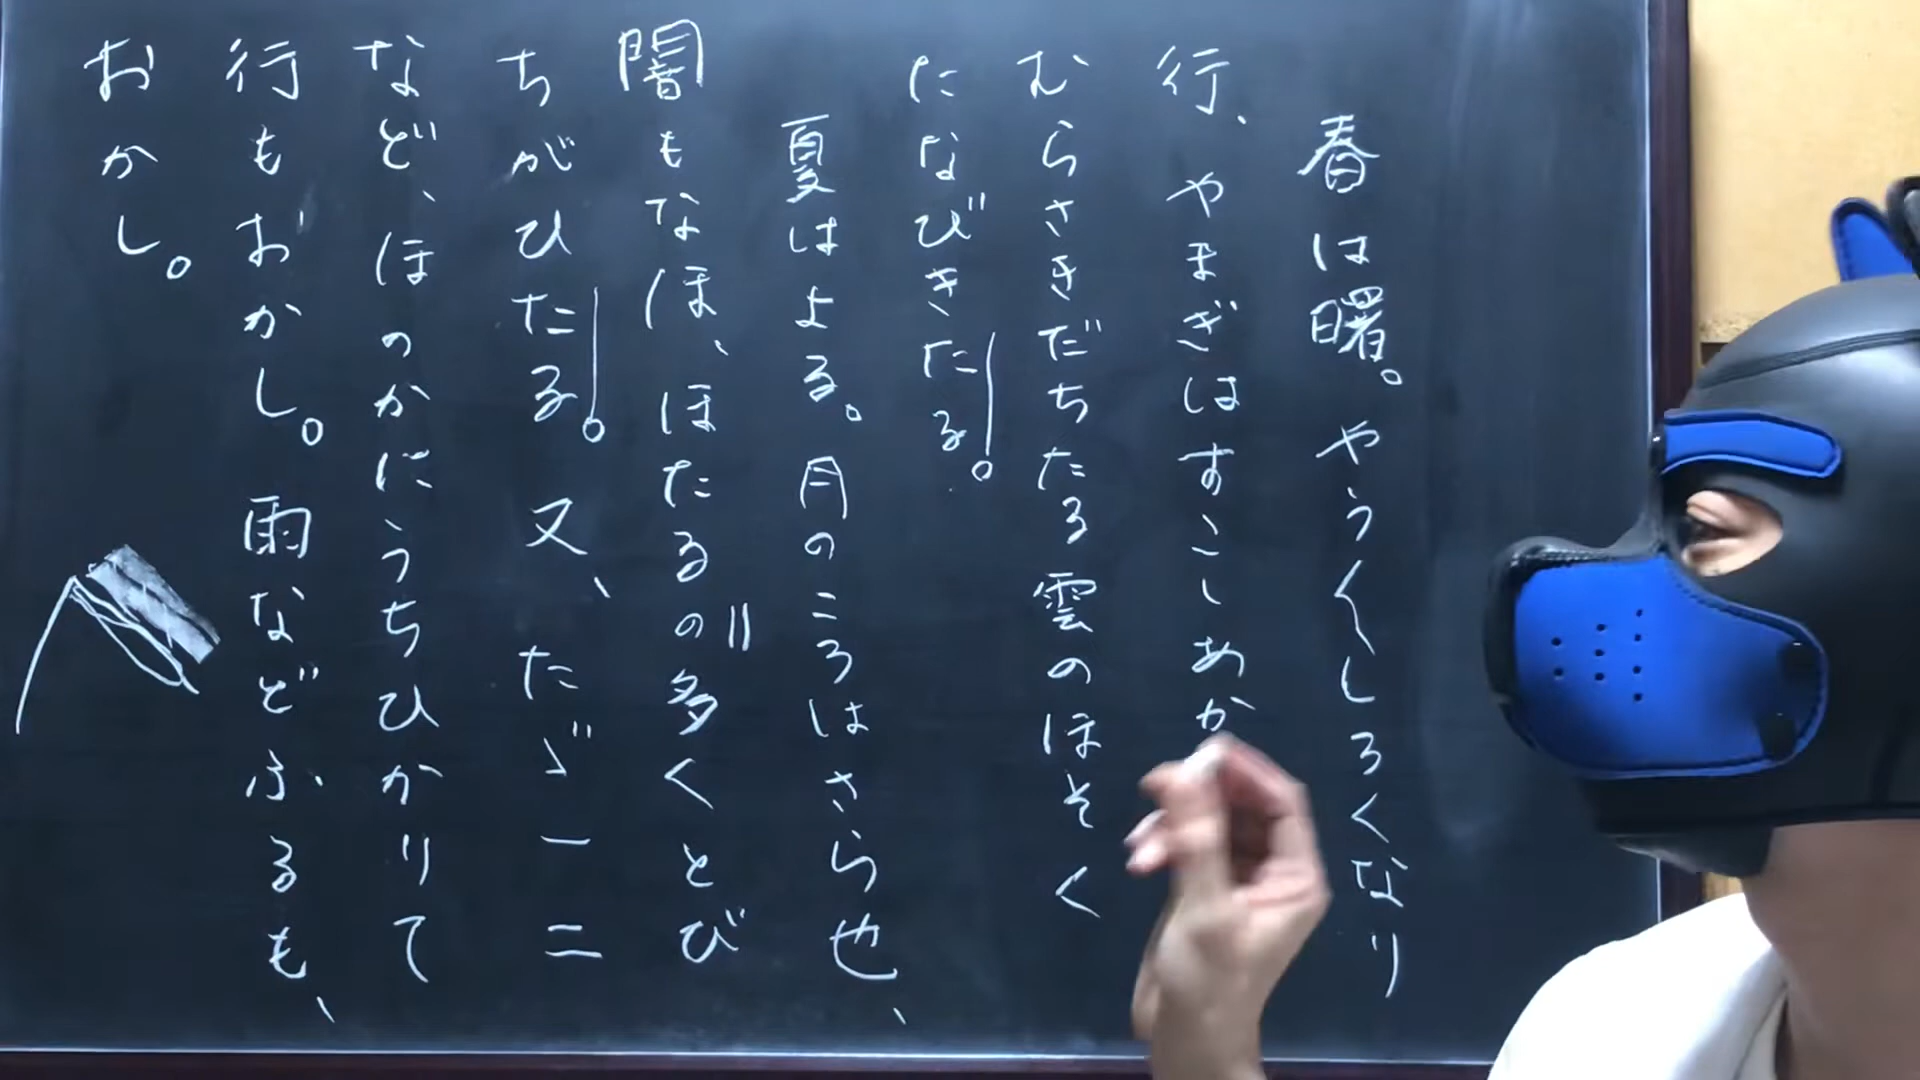 春は曙。やう〱しろくなり
行、やまぎはすこしあか
むらさきだちたる雲のほそく
たなびきたる。
夏はよる。月のころはさら也、
闇もなほ、ほたるの多くとび
ちがひたる。又、たゞ一二
など、ほのかにうちひかりて
行もおかし。雨などふるも、
おかし。